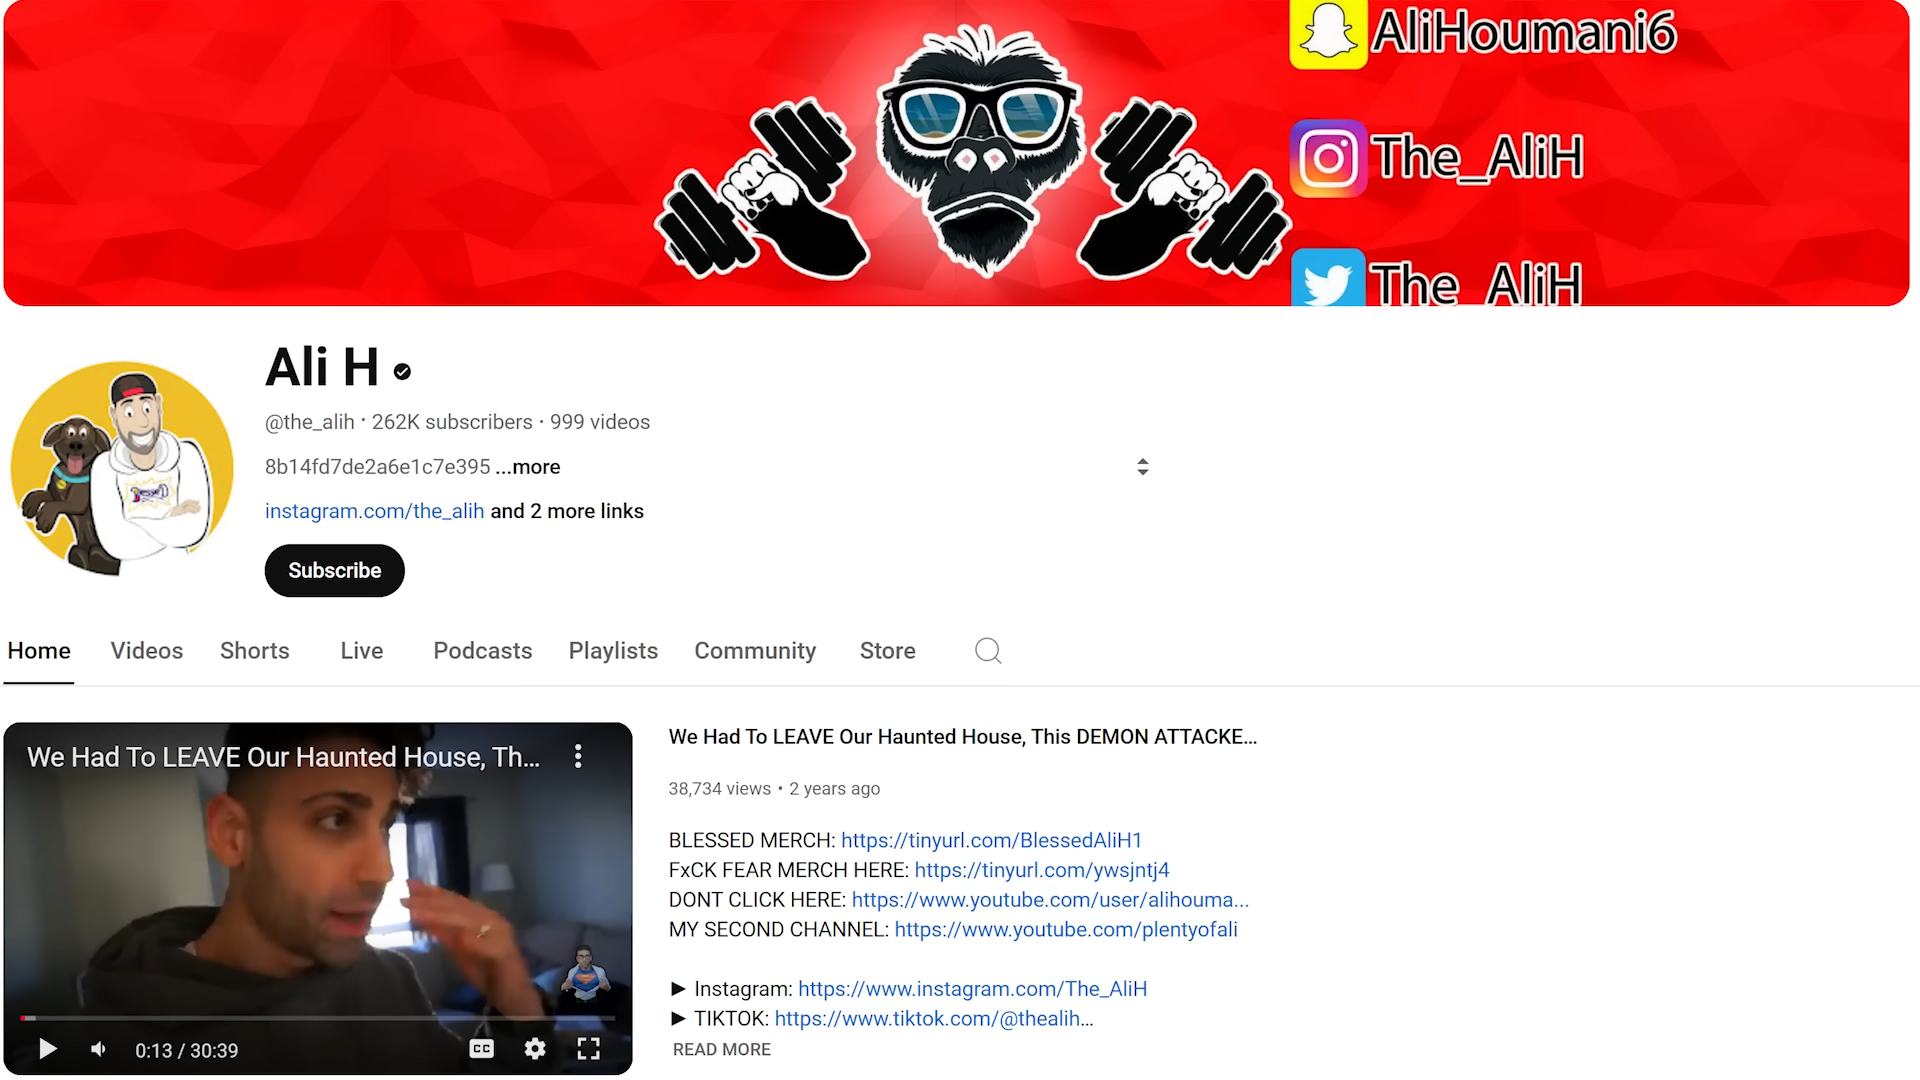 AliHoumani6
The_AliH
The_AliH
Ali H
@the_alih · 262K subscribers · 999 videos
8b14fd7de2a6e1c7e395 ...more
instagram.com/the_alih and 2 more links
Subscribe
Home Videos Shorts Live Podcasts Playlists Community Store
We Had To LEAVE Our Haunted House, Th...
We Had To LEAVE Our Haunted House, This DEMON ATTACKE...
38,734 views • 2 years ago
BLESSED MERCH: https://tinyurl.com/BlessedAliH1
FxCK FEAR MERCH HERE: https://tinyurl.com/ywsjntj4
DONT CLICK HERE: https://www.youtube.com/user/alihouma...
MY SECOND CHANNEL: https://www.youtube.com/plentyofali
► Instagram: https://www.instagram.com/The_AliH
► TIKTOK: https://www.tiktok.com/@thealih...
READ MORE
0:13 / 30:39
CC